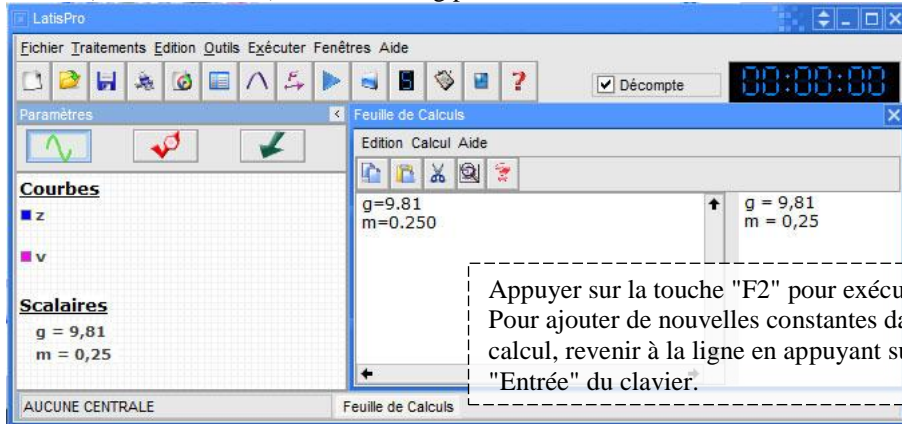 LatisPro
Fichier Traitements Edition Outils Exécuter Fenêtres Aide
Décompte
00:00:00
Paramètres
Feuille de Calculs
Edition Calcul Aide
Courbes
z
v
Scalaires
g = 9,81
m = 0,25
g=9.81
m=0.250
g = 9,81
m = 0,25
Appuyer sur la touche "F2" pour exécu
Pour ajouter de nouvelles constantes da
calcul, revenir à la ligne en appuyant su
"Entrée" du clavier.
AUCUNE CENTRALE
Feuille de Calculs